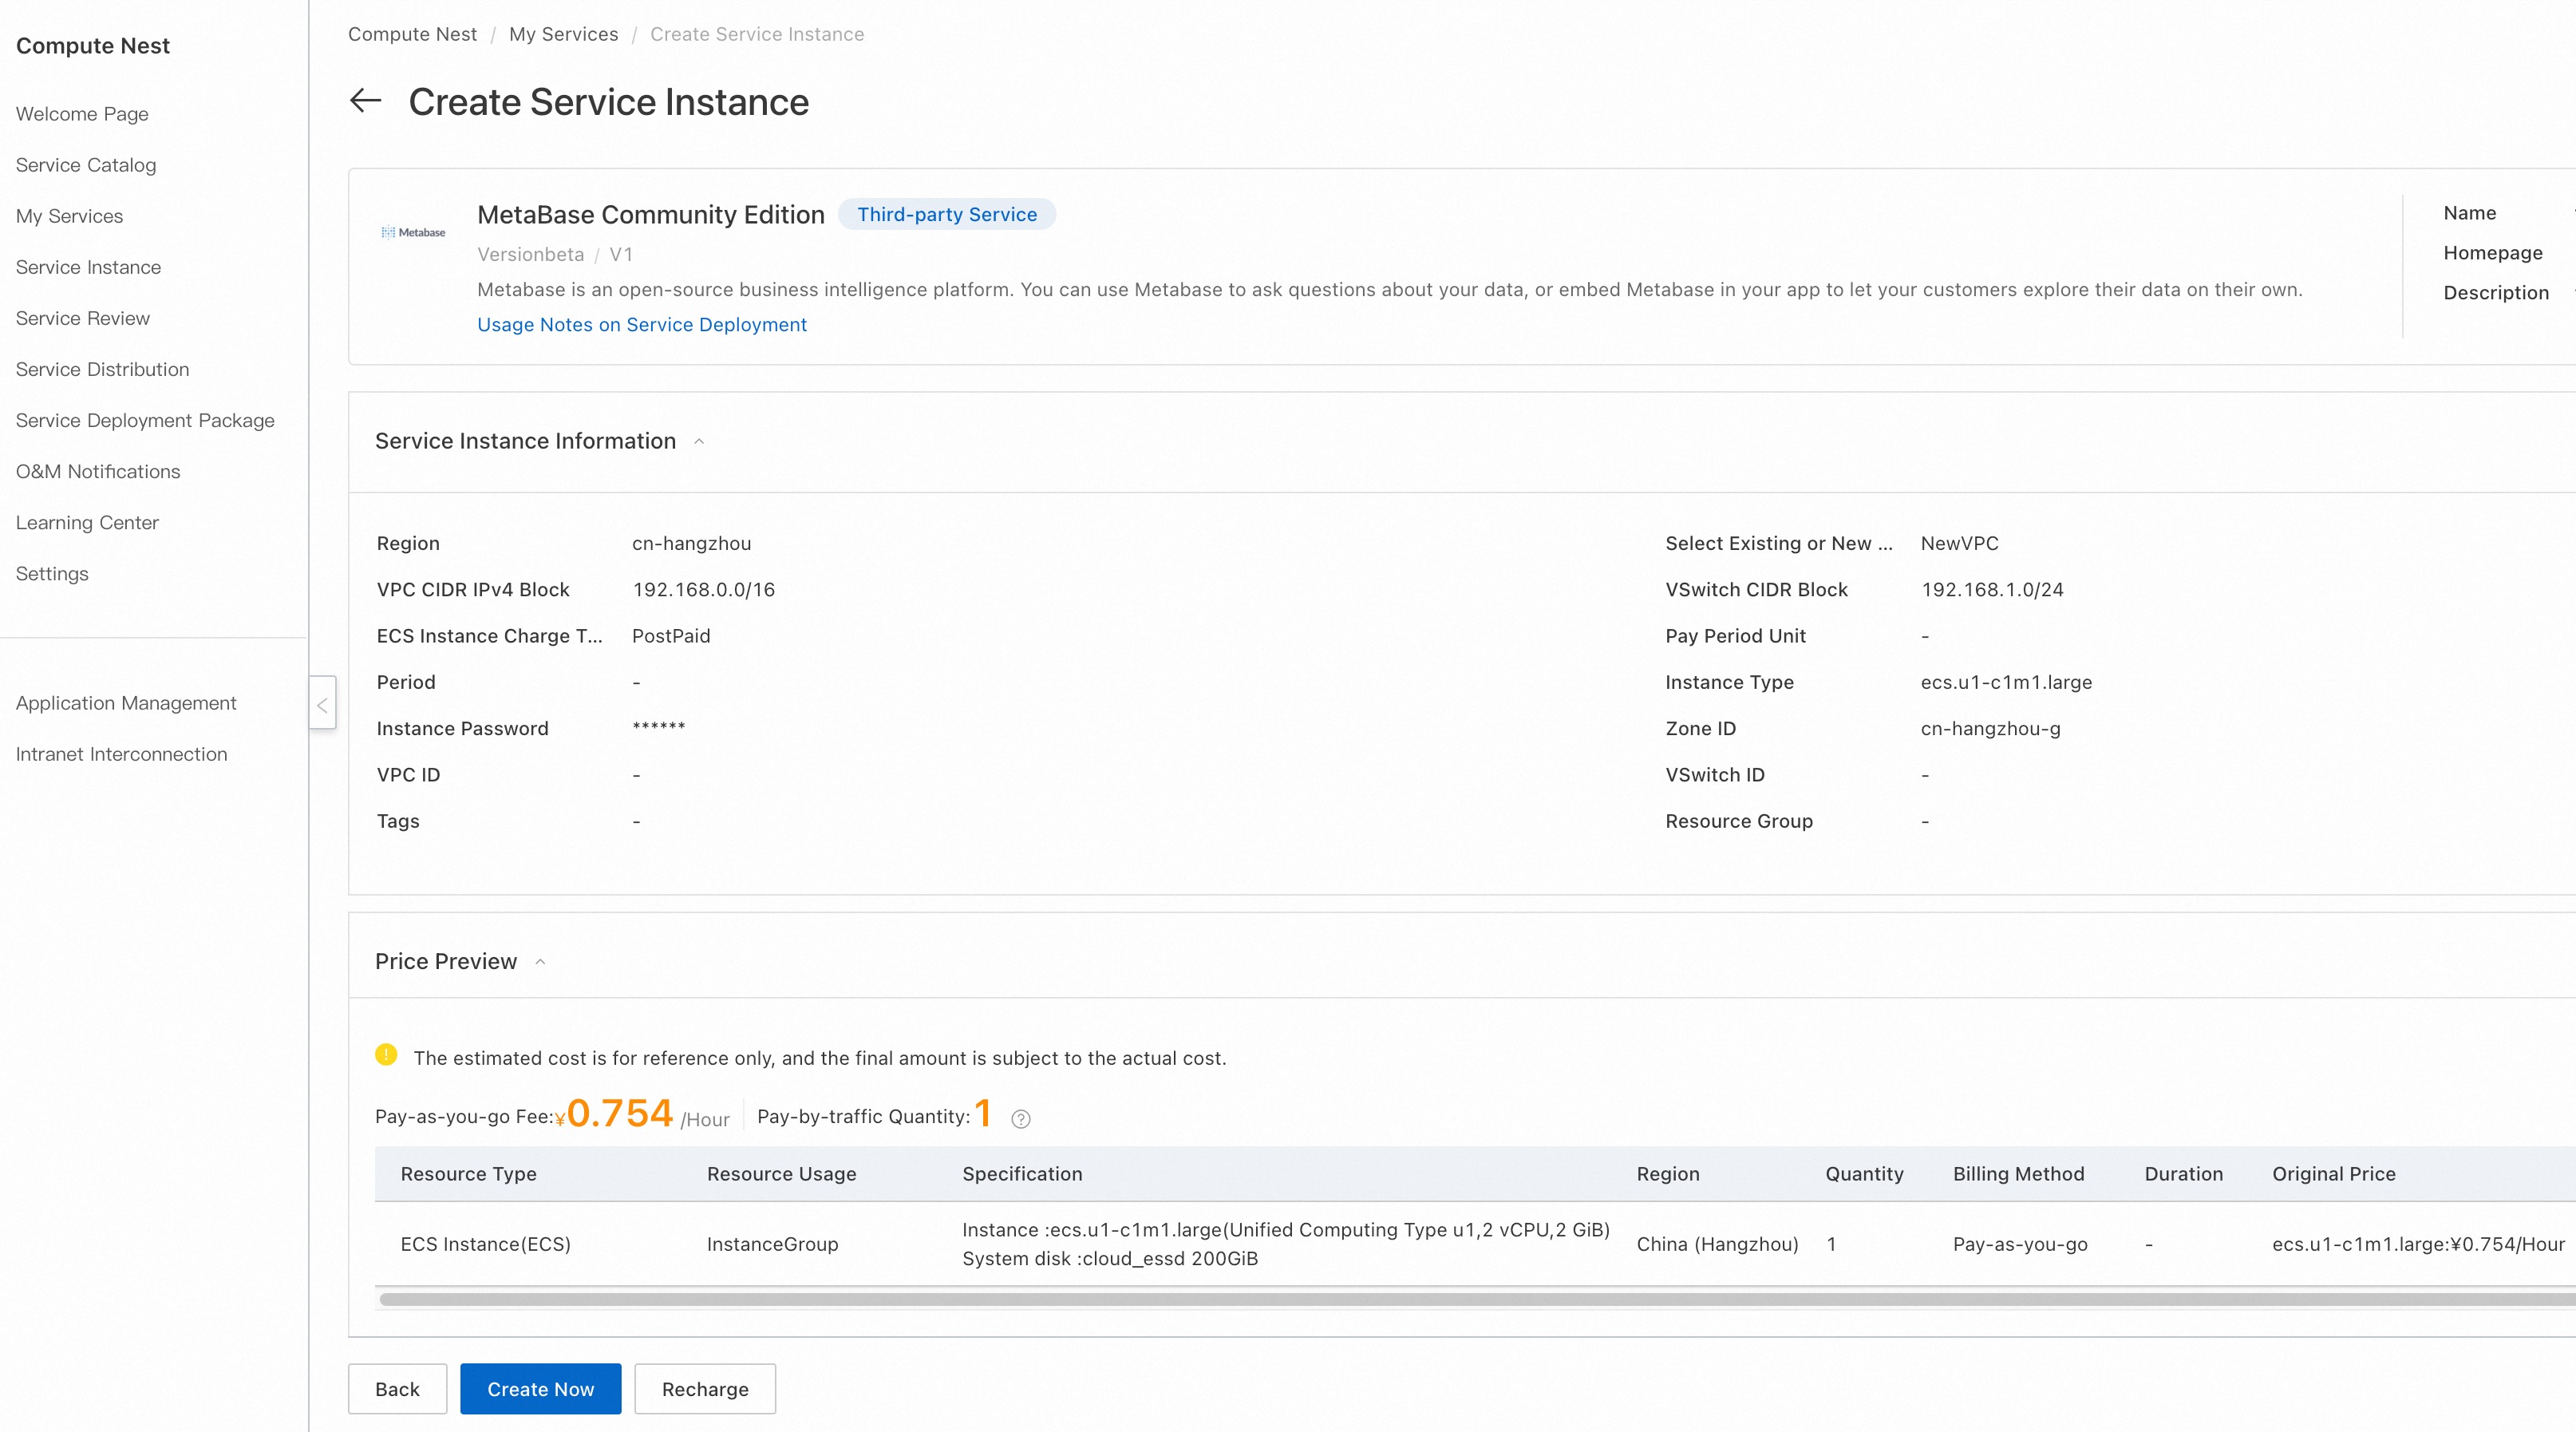 Compute Nest
Welcome Page
Service Catalog
My Services
Service Instance
Service Review
Service Distribution
Service Deployment Package
O&M Notifications
Learning Center
Settings
Application Management
Intranet Interconnection
Compute Nest / My Services / Create Service Instance
Create Service Instance
Metabase
MetaBase Community Edition Third-party Service
Versionbeta / V1
Metabase is an open-source business intelligence platform. You can use Metabase to ask questions about your data, or embed Metabase in your app to let your customers explore their data on their own.
Usage Notes on Service Deployment
Name
Homepage
Description
Service Instance Information
Region cn-hangzhou Select Existing or New ... NewVPC
VPC CIDR IPv4 Block 192.168.0.0/16 VSwitch CIDR Block 192.168.1.0/24
ECS Instance Charge T... PostPaid Pay Period Unit -
Period - Instance Type ecs.u1-c1m1.large
Instance Password ****** Zone ID cn-hangzhou-g
VPC ID - VSwitch ID -
Tags - Resource Group -
Price Preview
The estimated cost is for reference only, and the final amount is subject to the actual cost.
Pay-as-you-go Fee:¥0.754 /Hour Pay-by-traffic Quantity: 1
Resource Type Resource Usage Specification Region Quantity Billing Method Duration Original Price
Instance :ecs.u1-c1m1.large(Unified Computing Type u1,2 vCPU,2 GiB)
ECS Instance(ECS) InstanceGroup China (Hangzhou) 1 Pay-as-you-go - ecs.u1-c1m1.large:¥0.754/Hour
System disk :cloud_essd 200GiB
Back Create Now Recharge